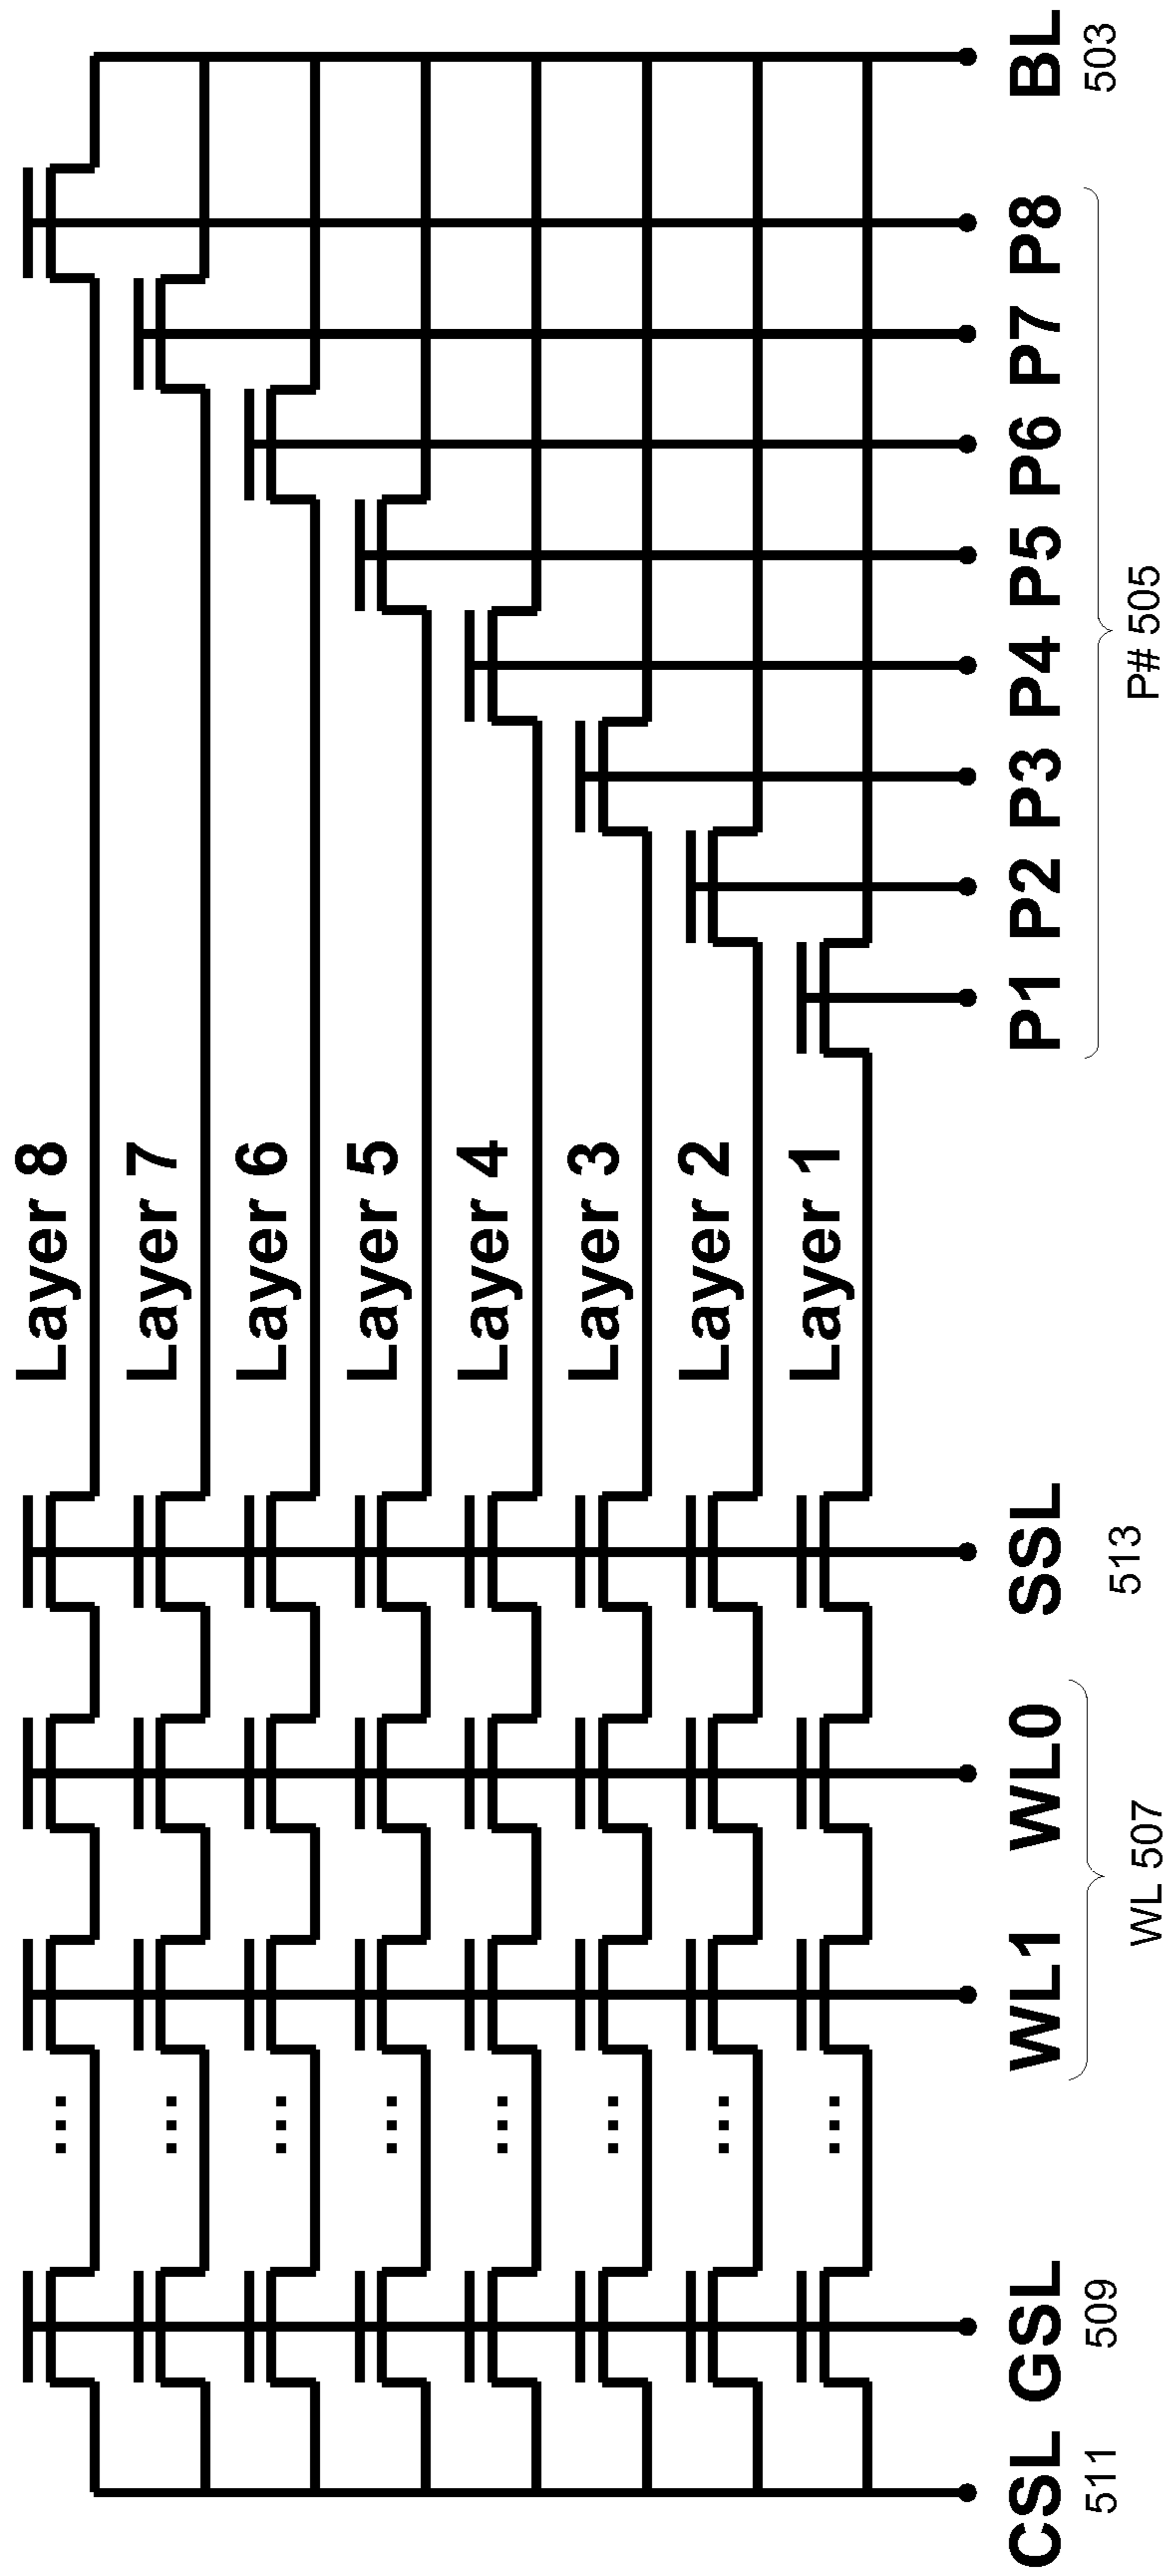 Layer 8
Layer 7
Layer 6
Layer 5
Layer 4
Layer 3
Layer 2
Layer 1
...
...
...
...
...
...
...
...
CSL GSL WL1 WL0 SSL P1 P2 P3 P4 P5 P6 P7 P8 BL
511 509 513 503
WL 507 P# 505